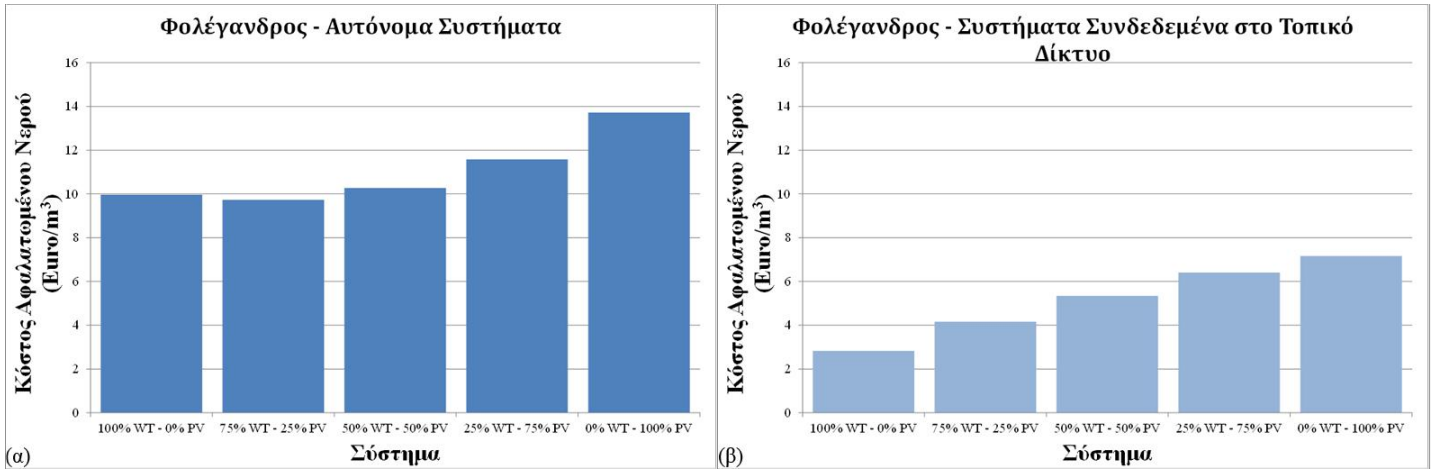 Φολέγανδρος - Αυτόνομα Συστήματα
Κόστος Αφαλατωμένου Νερού
(Euro/m³)
16
14
12
10
8
6
4
2
0
100% WT - 0% PV
75% WT - 25% PV
50% WT - 50% PV
25% WT - 75% PV
0% WT - 100% PV
Σύστημα
(α)
Φολέγανδρος - Συστήματα Συνδεδεμένα στο Τοπικό
Δίκτυο
Κόστος Αφαλατωμένου Νερού
(Euro/m³)
16
14
12
10
8
6
4
2
0
100% WT - 0% PV
75% WT - 25% PV
50% WT - 50% PV
25% WT - 75% PV
0% WT - 100% PV
Σύστημα
(β)